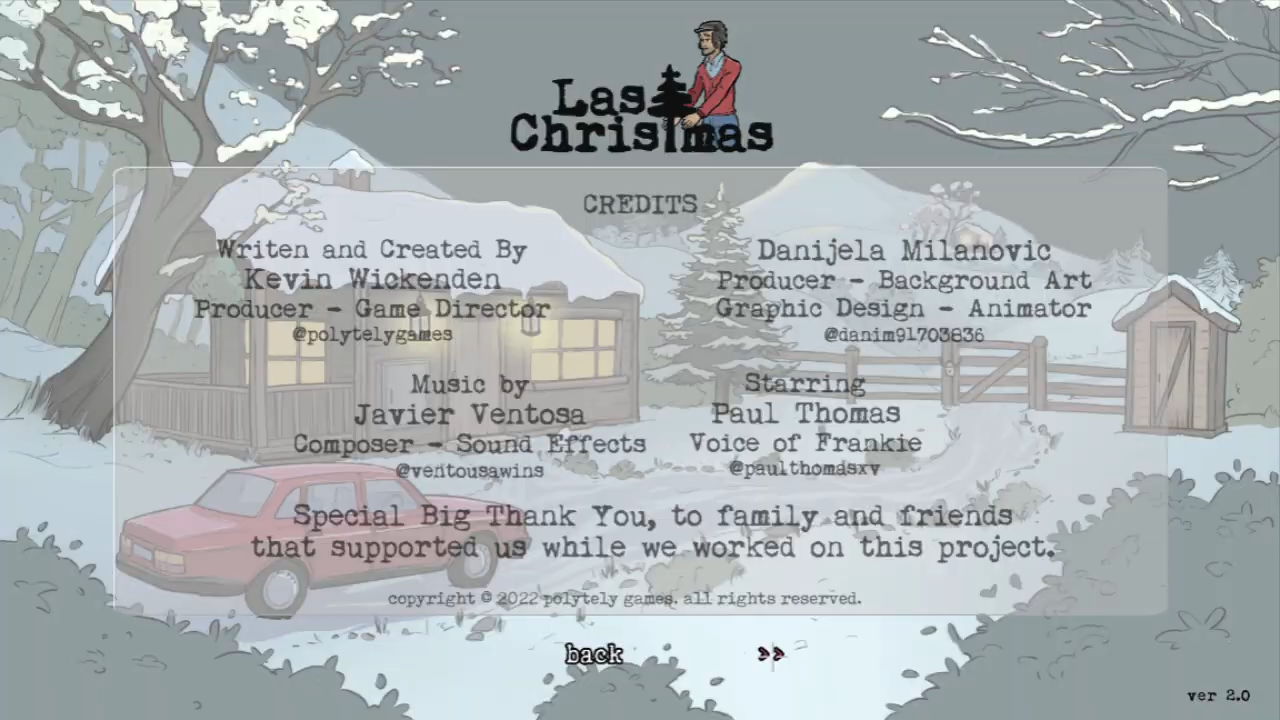 Last
Christmas
CREDITS
Writen and Created By
Kevin Wickenden
Producer - Game Director
@polytelygames
Danijela Milanovic
Producer - Background Art
Graphic Design - Animator
@danim91703836
Music by
Javier Ventosa
Composer - Sound Effects
@ventousawins
Starring
Paul Thomas
Voice of Frankie
@paulthomasxv
Special Big Thank You, to family and friends
that supported us while we worked on this project.
copyright © 2022 polytely games. all rights reserved.
back
ver 2.0